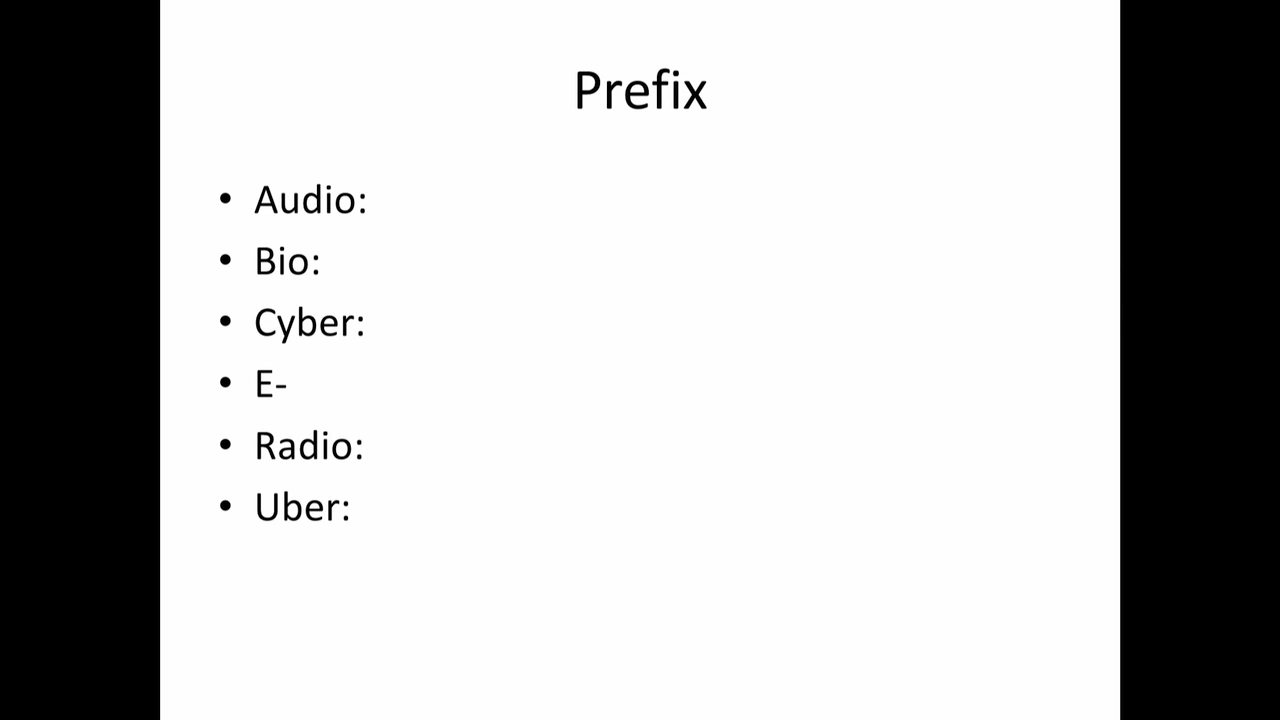 Prefix
• Audio:
• Bio:
• Cyber:
• E-
• Radio:
• Uber: